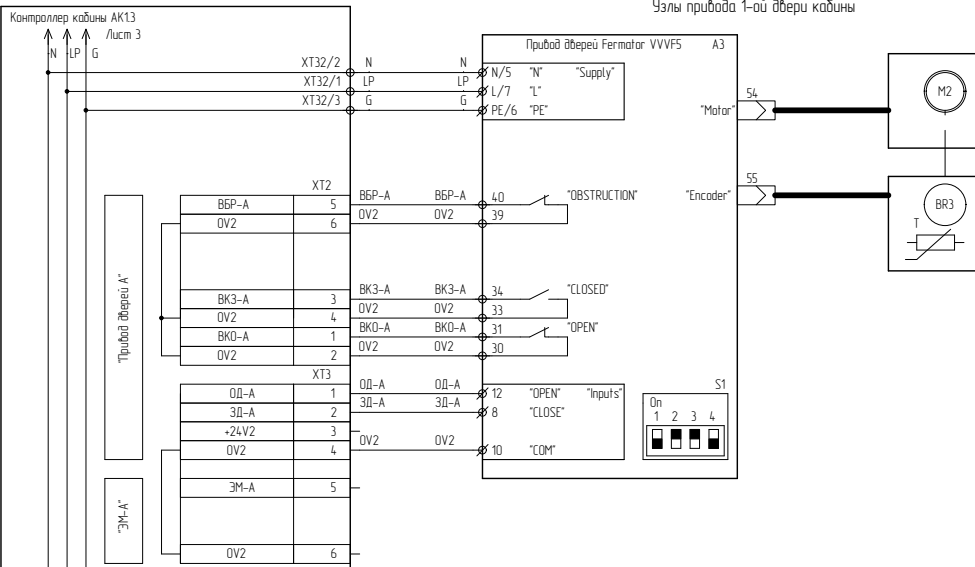 Узлы привода 1-ой двери кабины
Контроллер кабины АК1.3
Лист 3
N LP G
Привод дверей Fermator VVVF5 A3
XT32/2 N N N/5 "N" "Supply"
XT32/1 LP LP L/7 "L"
XT32/3 G G PE/6 "PE"
54
"Motor"
M2
55
"Encoder"
BR3
T
XT2
ВБР-А 5 ВБР-А ВБР-А 40 "OBSTRUCTION"
0V2 6 0V2 0V2 39
"Привод дверей А"
ВКЗ-А 3 ВКЗ-А ВКЗ-А 34 "CLOSED"
0V2 4 0V2 0V2 33
ВКО-А 1 ВКО-А ВКО-А 31 "OPEN"
0V2 2 0V2 0V2 30
XT3
ОД-А 1 ОД-А ОД-А 12 "OPEN" "Inputs"
ЗД-А 2 ЗД-А ЗД-А 8 "CLOSE"
+24V2 3
0V2 4 0V2 0V2 10 "COM"
S1
On
1 2 3 4
"ЭМ-А"
ЭМ-А 5
0V2 6